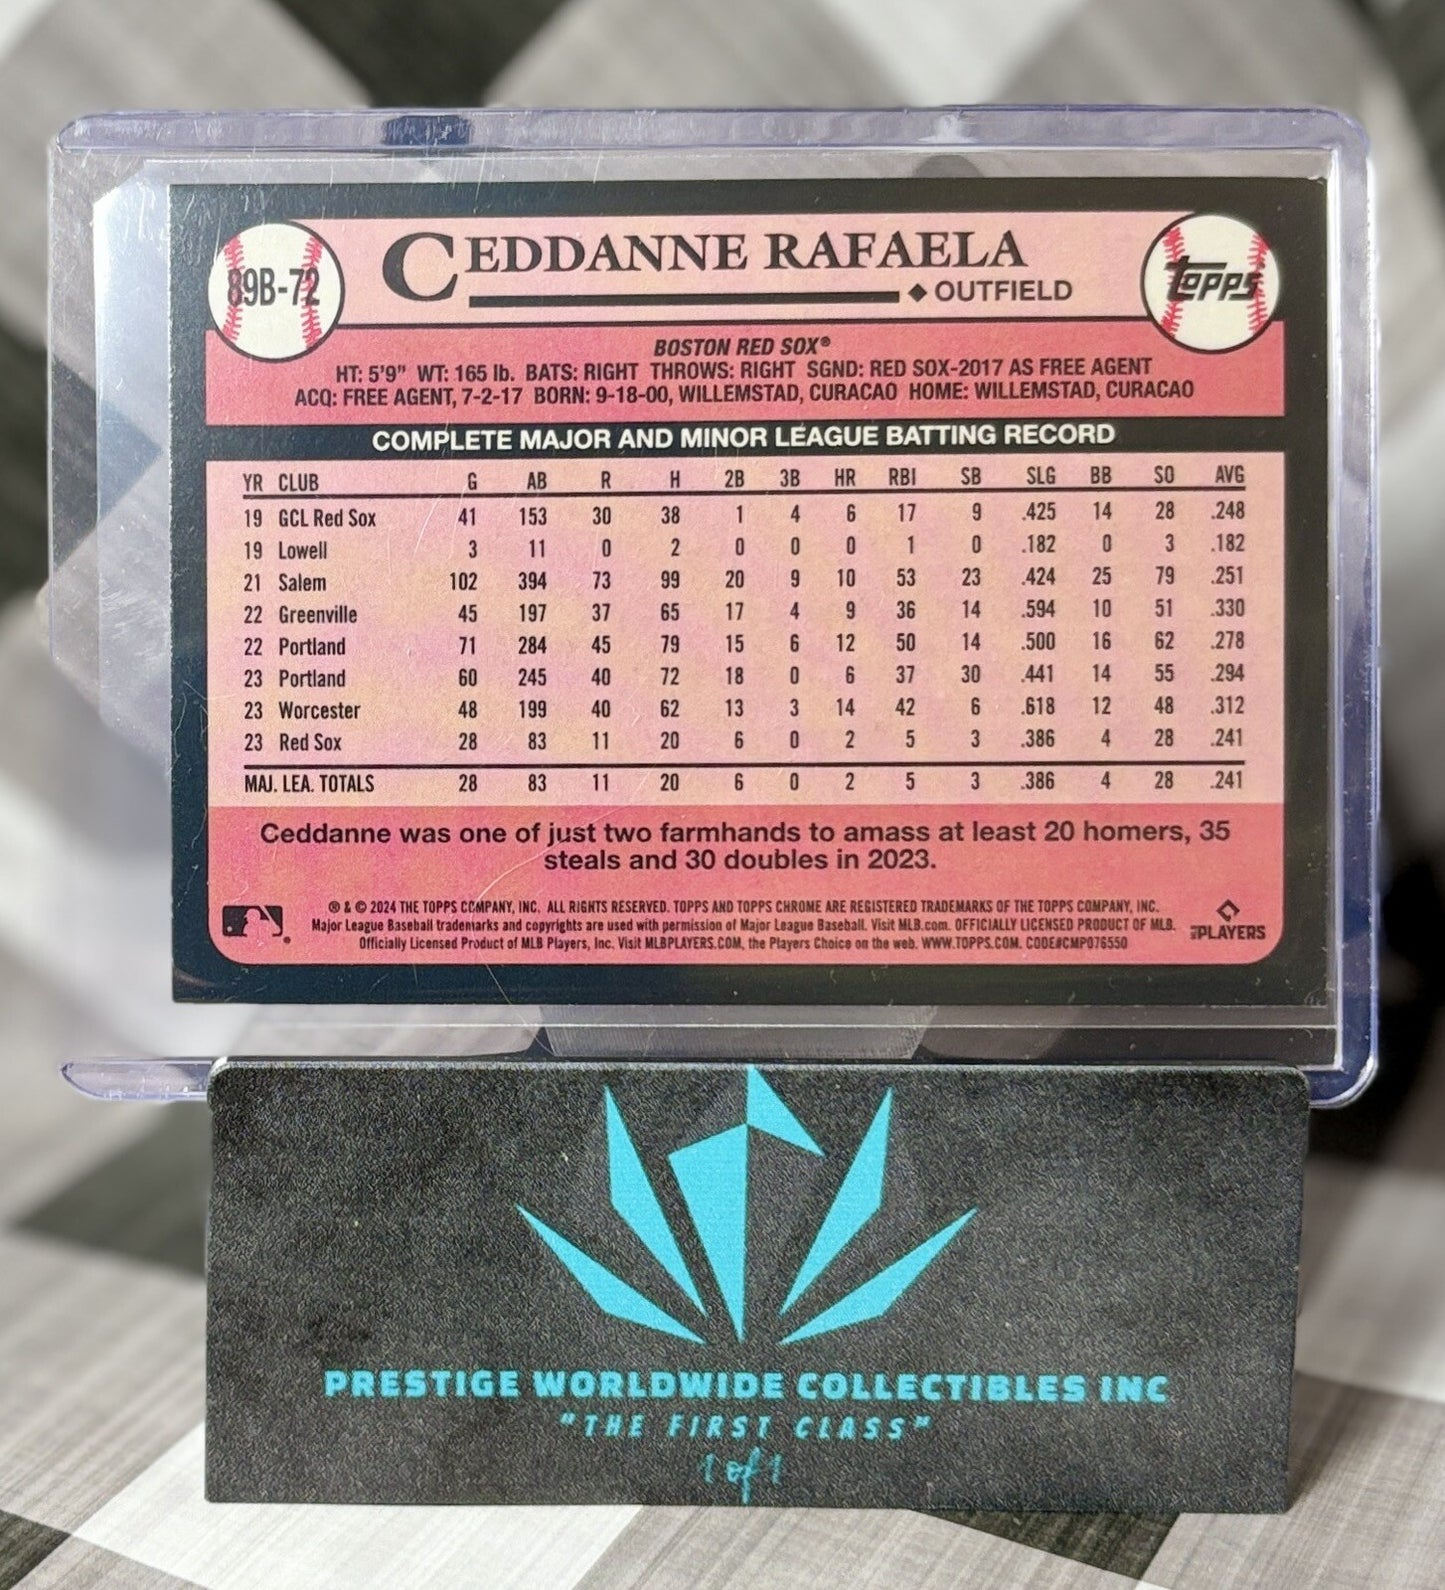 89B-72
CEDDANNE RAFAELA
◆ OUTFIELD
TOPPS
BOSTON RED SOX®
HT: 5'9" WT: 165 lb. BATS: RIGHT THROWS: RIGHT SGND: RED SOX-2017 AS FREE AGENT
ACQ: FREE AGENT, 7-2-17 BORN: 9-18-00, WILLEMSTAD, CURACAO HOME: WILLEMSTAD, CURACAO
COMPLETE MAJOR AND MINOR LEAGUE BATTING RECORD
YR CLUB G AB R H 2B 3B HR RBI SB SLG BB SO AVG
19 GCL Red Sox 41 153 30 38 1 4 6 17 9 .425 14 28 .248
19 Lowell 3 11 0 2 0 0 0 1 0 .182 0 3 .182
21 Salem 102 394 73 99 20 9 10 53 23 .424 25 79 .251
22 Greenville 45 197 37 65 17 4 9 36 14 .594 10 51 .330
22 Portland 71 284 45 79 15 6 12 50 14 .500 16 62 .278
23 Portland 60 245 40 72 18 0 6 37 30 .441 14 55 .294
23 Worcester 48 199 40 62 13 3 14 42 6 .618 12 48 .312
23 Red Sox 28 83 11 20 6 0 2 5 3 .386 4 28 .241
MAJ. LEA. TOTALS 28 83 11 20 6 0 2 5 3 .386 4 28 .241
Ceddanne was one of just two farmhands to amass at least 20 homers, 35
steals and 30 doubles in 2023.
® & © 2024 THE TOPPS COMPANY, INC. ALL RIGHTS RESERVED. TOPPS AND TOPPS CHROME ARE REGISTERED TRADEMARKS OF THE TOPPS COMPANY, INC.
Major League Baseball trademarks and copyrights are used with permission of Major League Baseball. Visit MLB.com. OFFICIALLY LICENSED PRODUCT OF MLB.
Officially Licensed Product of MLB Players, Inc. Visit MLBPLAYERS.COM, the Players Choice on the web. WWW.TOPPS.COM. CODE#CMP076550
PLAYERS
PRESTIGE WORLDWIDE COLLECTIBLES INC
"THE FIRST CLASS"
1 of 1